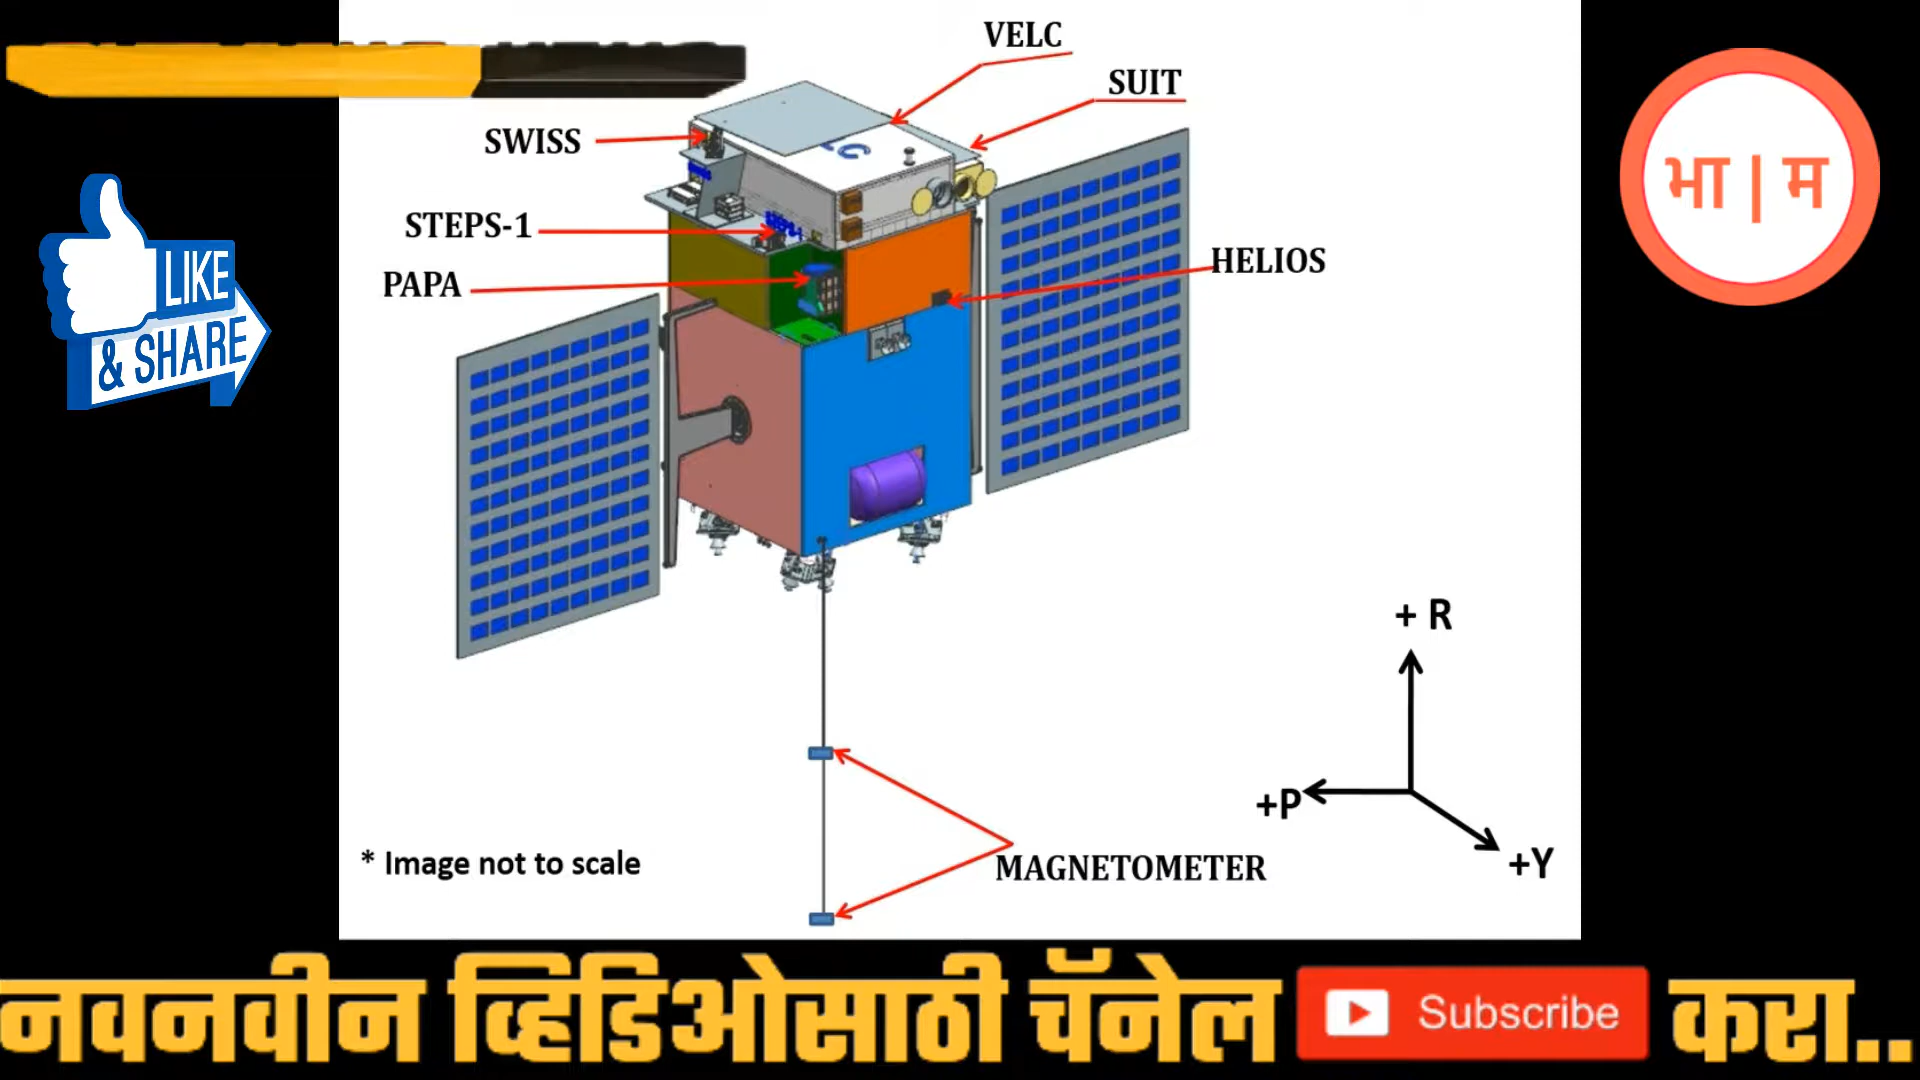 VELC
SUIT
SWISS
भा | म
LIKE
& SHARE
STEPS-1
HELIOS
PAPA
+ R
+P
+Y
* Image not to scale
MAGNETOMETER
नवनवीन व्हिडिओसाठी चॅनेल Subscribe करा..